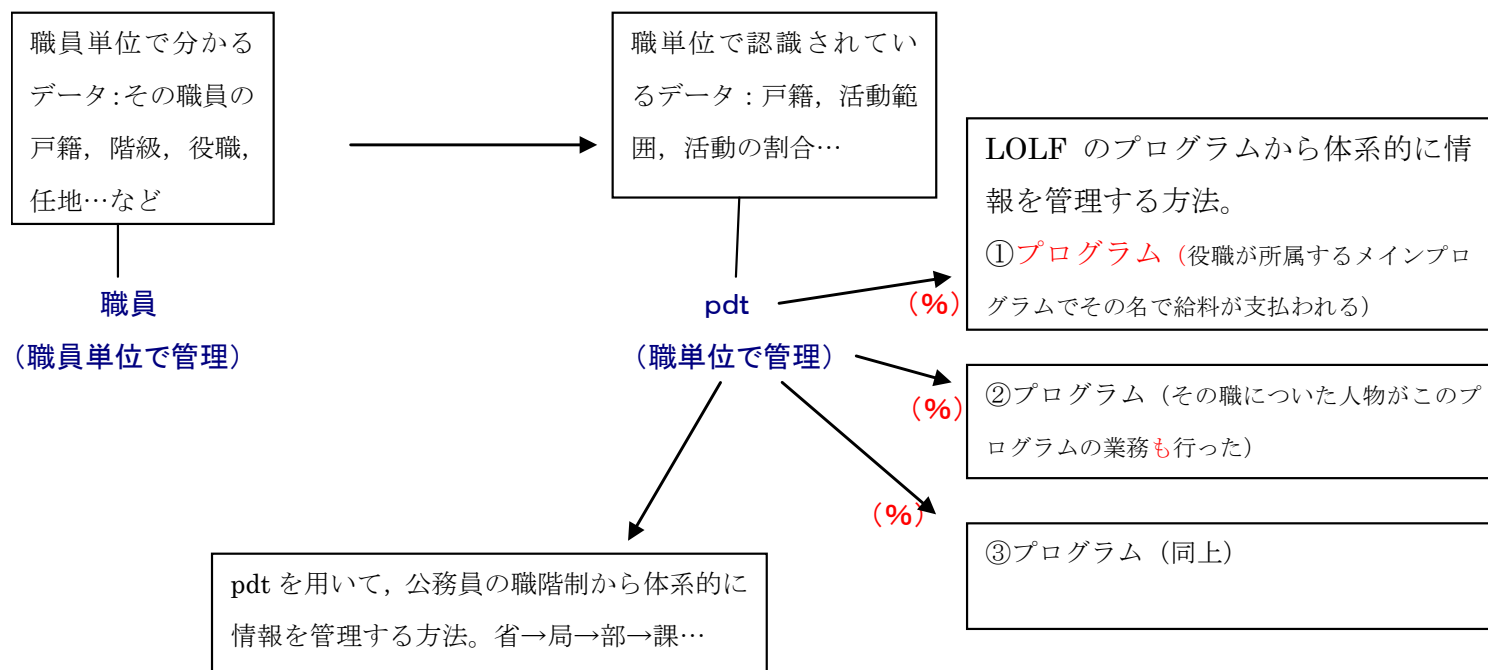 職員単位で分かる
データ：その職員の
戸籍，階級，役職，
任地…など
職員
（職員単位で管理）
職単位で認識されてい
るデータ：戸籍，活動範
囲，活動の割合…
pdt
（職単位で管理）
（%）
LOLF のプログラムから体系的に情
報を管理する方法。
①プログラム（役職が所属するメインプロ
グラムでその名で給料が支払われる）
（%）
②プログラム（その職についた人物がこのプ
ログラムの業務も行った）
（%）
③プログラム（同上）
pdt を用いて，公務員の職階制から体系的に
情報を管理する方法。省→局→部→課…